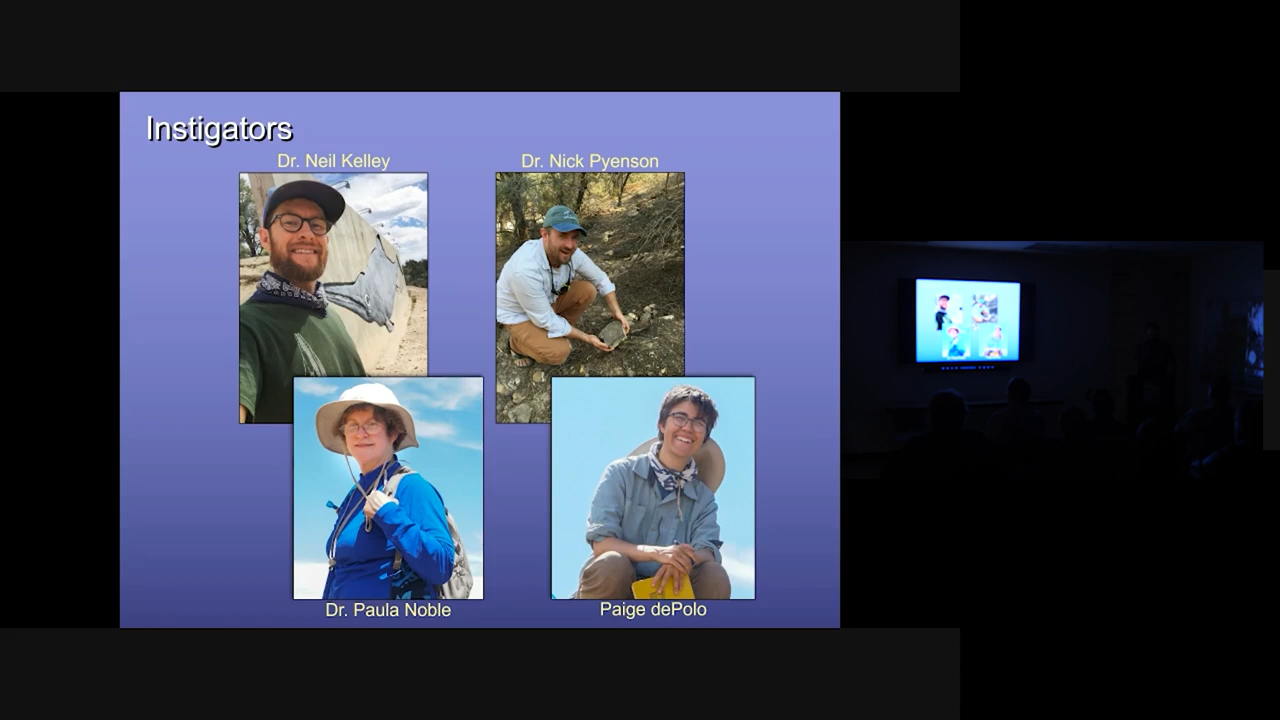 Instigators
Dr. Neil Kelley
Dr. Nick Pyenson
Dr. Paula Noble
Paige dePolo